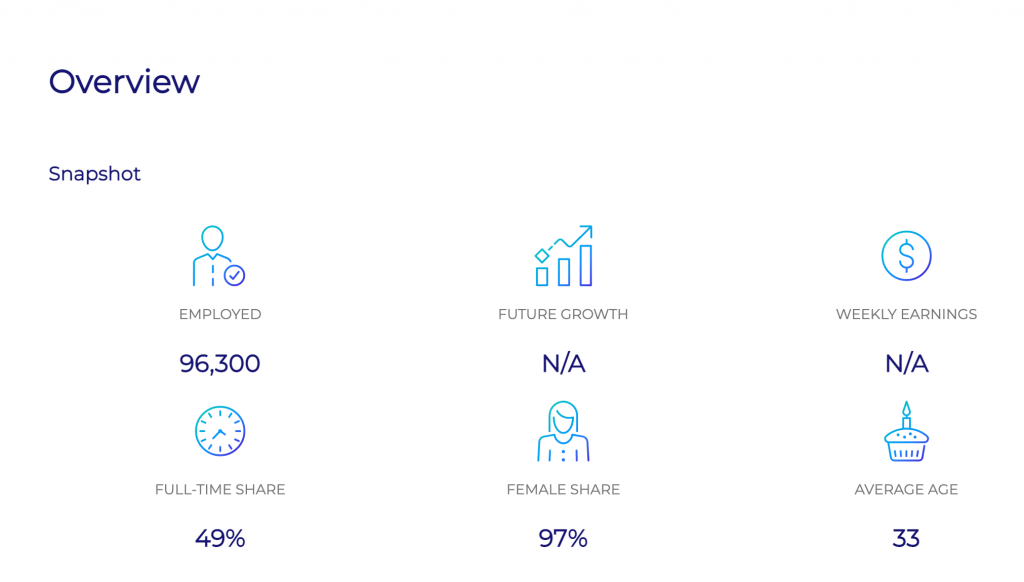 Overview
Snapshot
EMPLOYED
FUTURE GROWTH
WEEKLY EARNINGS
96,300
N/A
N/A
FULL-TIME SHARE
FEMALE SHARE
AVERAGE AGE
49%
97%
33